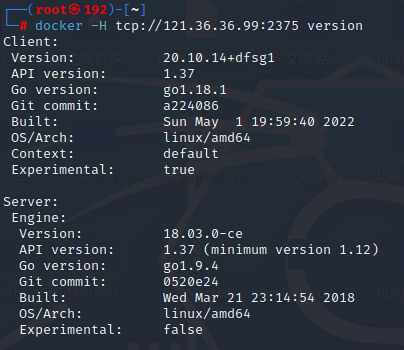 ┌──(root㉿192)-[~]
└─# docker -H tcp://121.36.36.99:2375 version
Client:
 Version:           20.10.14+dfsg1
 API version:       1.37
 Go version:        go1.18.1
 Git commit:        a224086
 Built:             Sun May  1 19:59:40 2022
 OS/Arch:           linux/amd64
 Context:           default
 Experimental:      true

Server:
 Engine:
  Version:          18.03.0-ce
  API version:      1.37 (minimum version 1.12)
  Go version:       go1.9.4
  Git commit:       0520e24
  Built:            Wed Mar 21 23:14:54 2018
  OS/Arch:          linux/amd64
  Experimental:     false